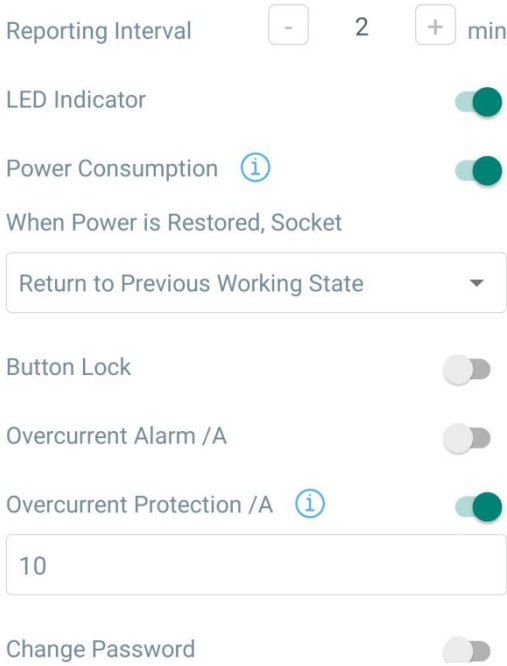 Reporting Interval - 2 + min
LED Indicator
Power Consumption i
When Power is Restored, Socket
Return to Previous Working State
Button Lock
Overcurrent Alarm /A
Overcurrent Protection /A i
10
Change Password